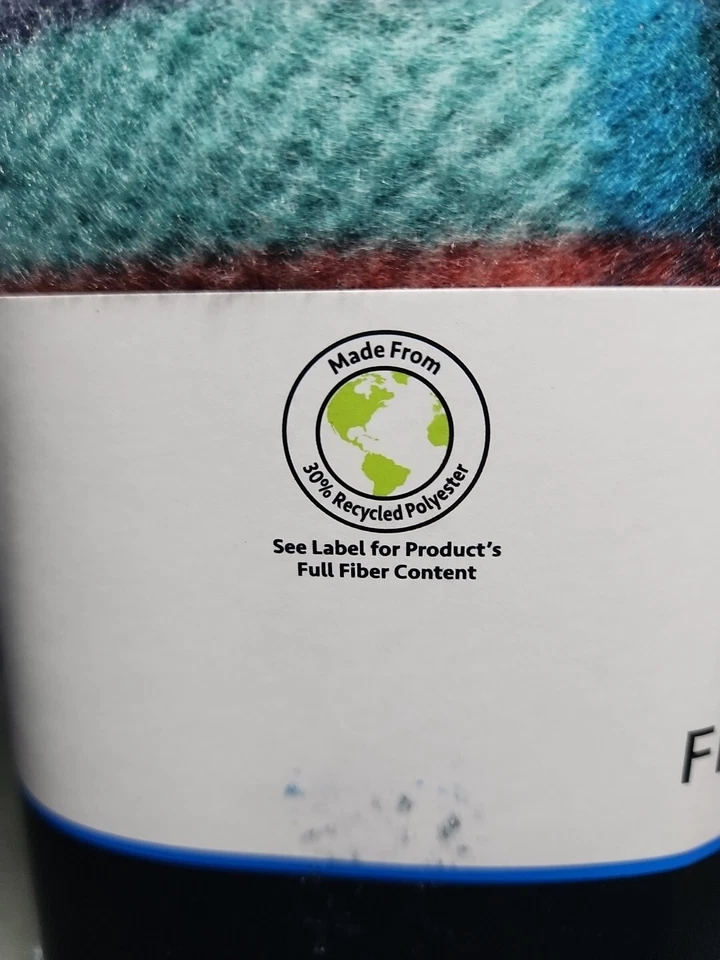 Made From
30% Recycled Polyester
See Label for Product's
Full Fiber Content